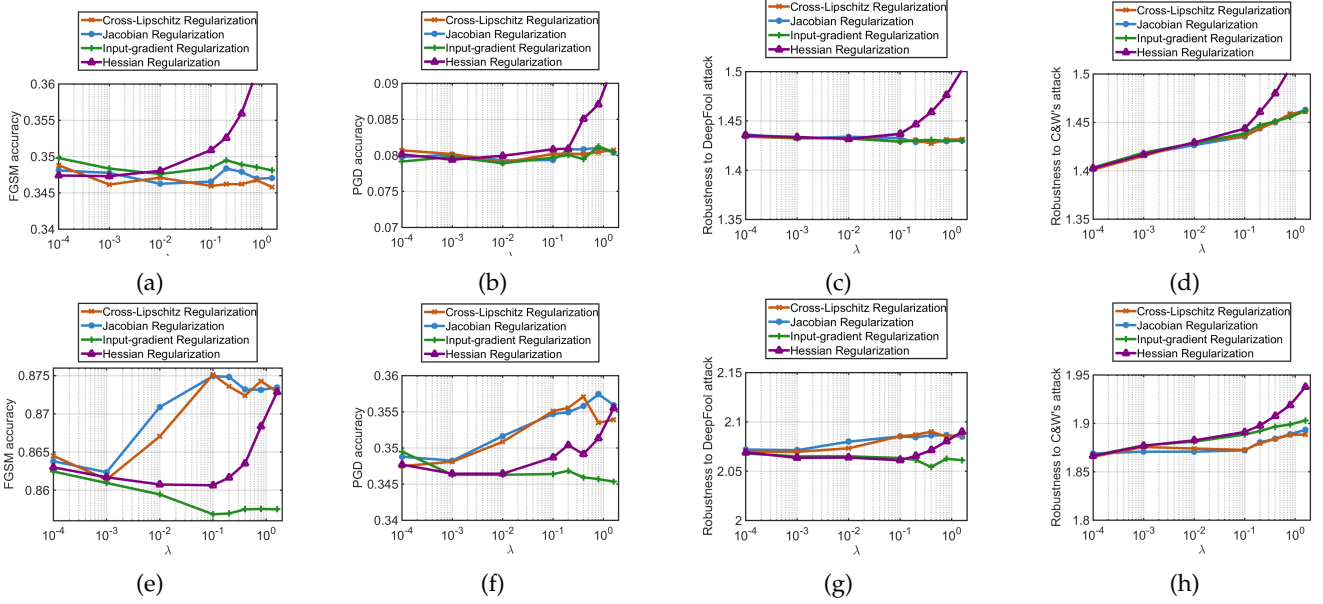 Cross-Lipschitz Regularization
Jacobian Regularization
Input-gradient Regularization
Hessian Regularization
FGSM accuracy
0.36
0.355
0.35
0.345
0.34
10^-4 10^-3 10^-2 10^-1 10^0
(a)
Cross-Lipschitz Regularization
Jacobian Regularization
Input-gradient Regularization
Hessian Regularization
PGD accuracy
0.09
0.085
0.08
0.075
0.07
10^-4 10^-3 10^-2 10^-1 10^0
(b)
Cross-Lipschitz Regularization
Jacobian Regularization
Input-gradient Regularization
Hessian Regularization
Robustness to DeepFool attack
1.5
1.45
1.4
1.35
10^-4 10^-3 10^-2 10^-1 10^0
λ
(c)
Cross-Lipschitz Regularization
Jacobian Regularization
Input-gradient Regularization
Hessian Regularization
Robustness to C&W's attack
1.5
1.45
1.4
1.35
10^-4 10^-3 10^-2 10^-1 10^0
λ
(d)
Cross-Lipschitz Regularization
Jacobian Regularization
Input-gradient Regularization
Hessian Regularization
FGSM accuracy
0.875
0.87
0.865
0.86
10^-4 10^-3 10^-2 10^-1 10^0
λ
(e)
Cross-Lipschitz Regularization
Jacobian Regularization
Input-gradient Regularization
Hessian Regularization
PGD accuracy
0.36
0.355
0.35
0.345
0.34
10^-4 10^-3 10^-2 10^-1 10^0
λ
(f)
Cross-Lipschitz Regularization
Jacobian Regularization
Input-gradient Regularization
Hessian Regularization
Robustness to DeepFool attack
2.15
2.1
2.05
2
10^-4 10^-3 10^-2 10^-1 10^0
λ
(g)
Cross-Lipschitz Regularization
Jacobian Regularization
Input-gradient Regularization
Hessian Regularization
Robustness to C&W's attack
1.95
1.9
1.85
1.8
10^-4 10^-3 10^-2 10^-1 10^0
λ
(h)